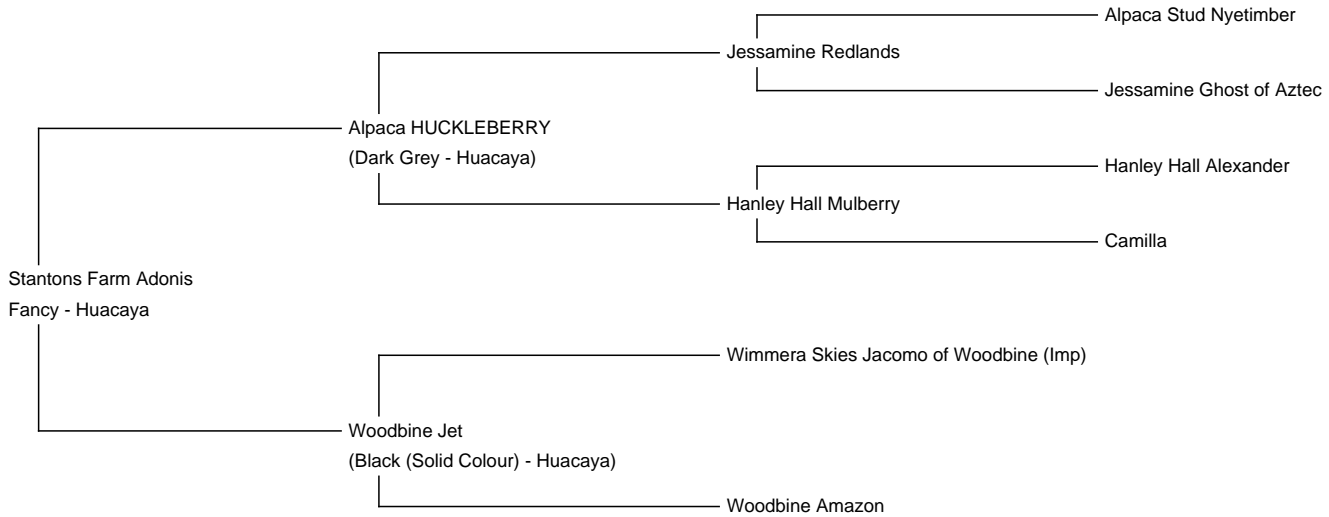 Alpaca Stud Nyetimber
Jessamine Redlands
Jessamine Ghost of Aztec
Alpaca HUCKLEBERRY
(Dark Grey - Huacaya)
Hanley Hall Alexander
Hanley Hall Mulberry
Camilla
Stantons Farm Adonis
Fancy - Huacaya
Wimmera Skies Jacomo of Woodbine (Imp)
Woodbine Jet
(Black (Solid Colour) - Huacaya)
Woodbine Amazon